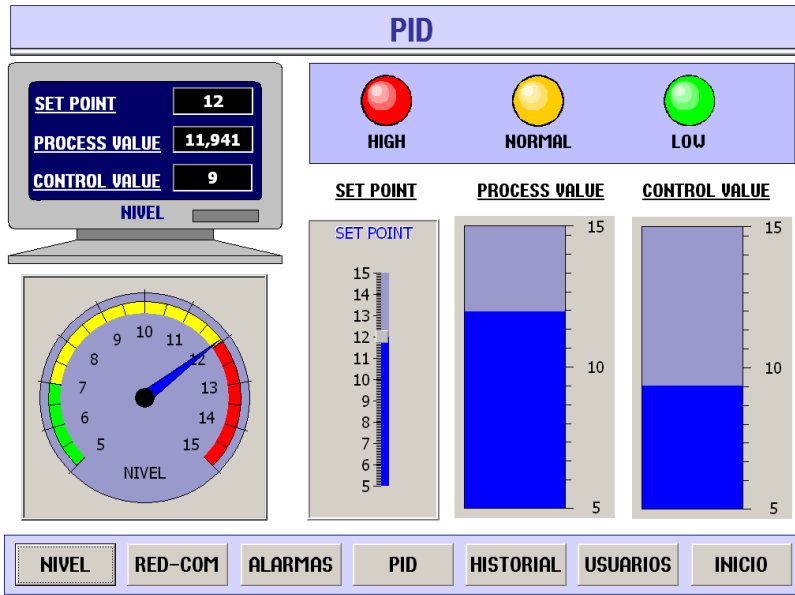 PID
SET POINT 12
PROCESS VALUE 11,941
CONTROL VALUE 9
NIVEL
HIGH NORMAL LOW
SET POINT PROCESS VALUE CONTROL VALUE
SET POINT
15
14
13
12
11
10
9
8
7
6
5
15
10
5
15
10
5
5
6
7
8
9
10
11
12
13
14
15
NIVEL
NIVEL RED-COM ALARMAS PID HISTORIAL USUARIOS INICIO